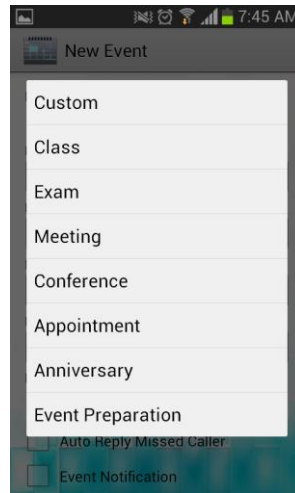 7:45 AM
New Event
Custom
Class
Exam
Meeting
Conference
Appointment
Anniversary
Event Preparation
Auto Reply Missed Caller
Event Notification